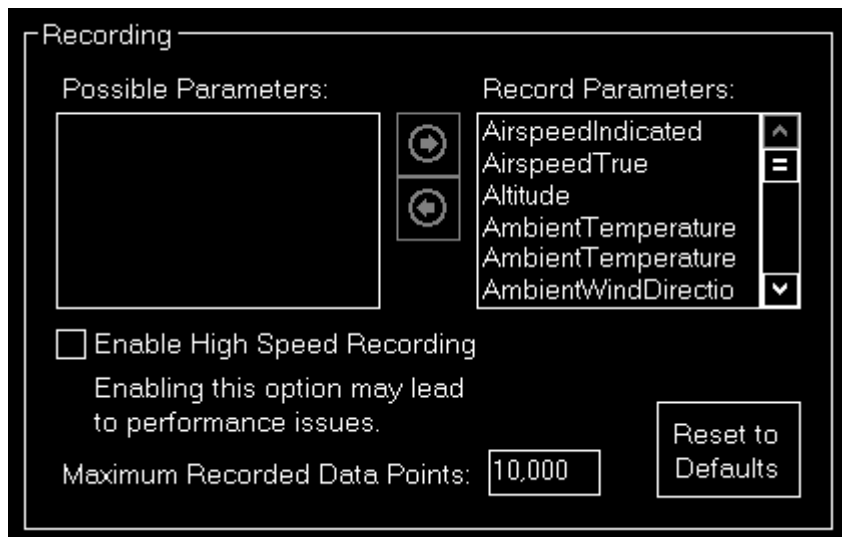 Recording
Possible Parameters:
Record Parameters:
AirspeedIndicated
AirspeedTrue
Altitude
AmbientTemperature
AmbientTemperature
AmbientWindDirectio
Enable High Speed Recording
Enabling this option may lead
to performance issues.
Maximum Recorded Data Points: 10,000
Reset to
Defaults